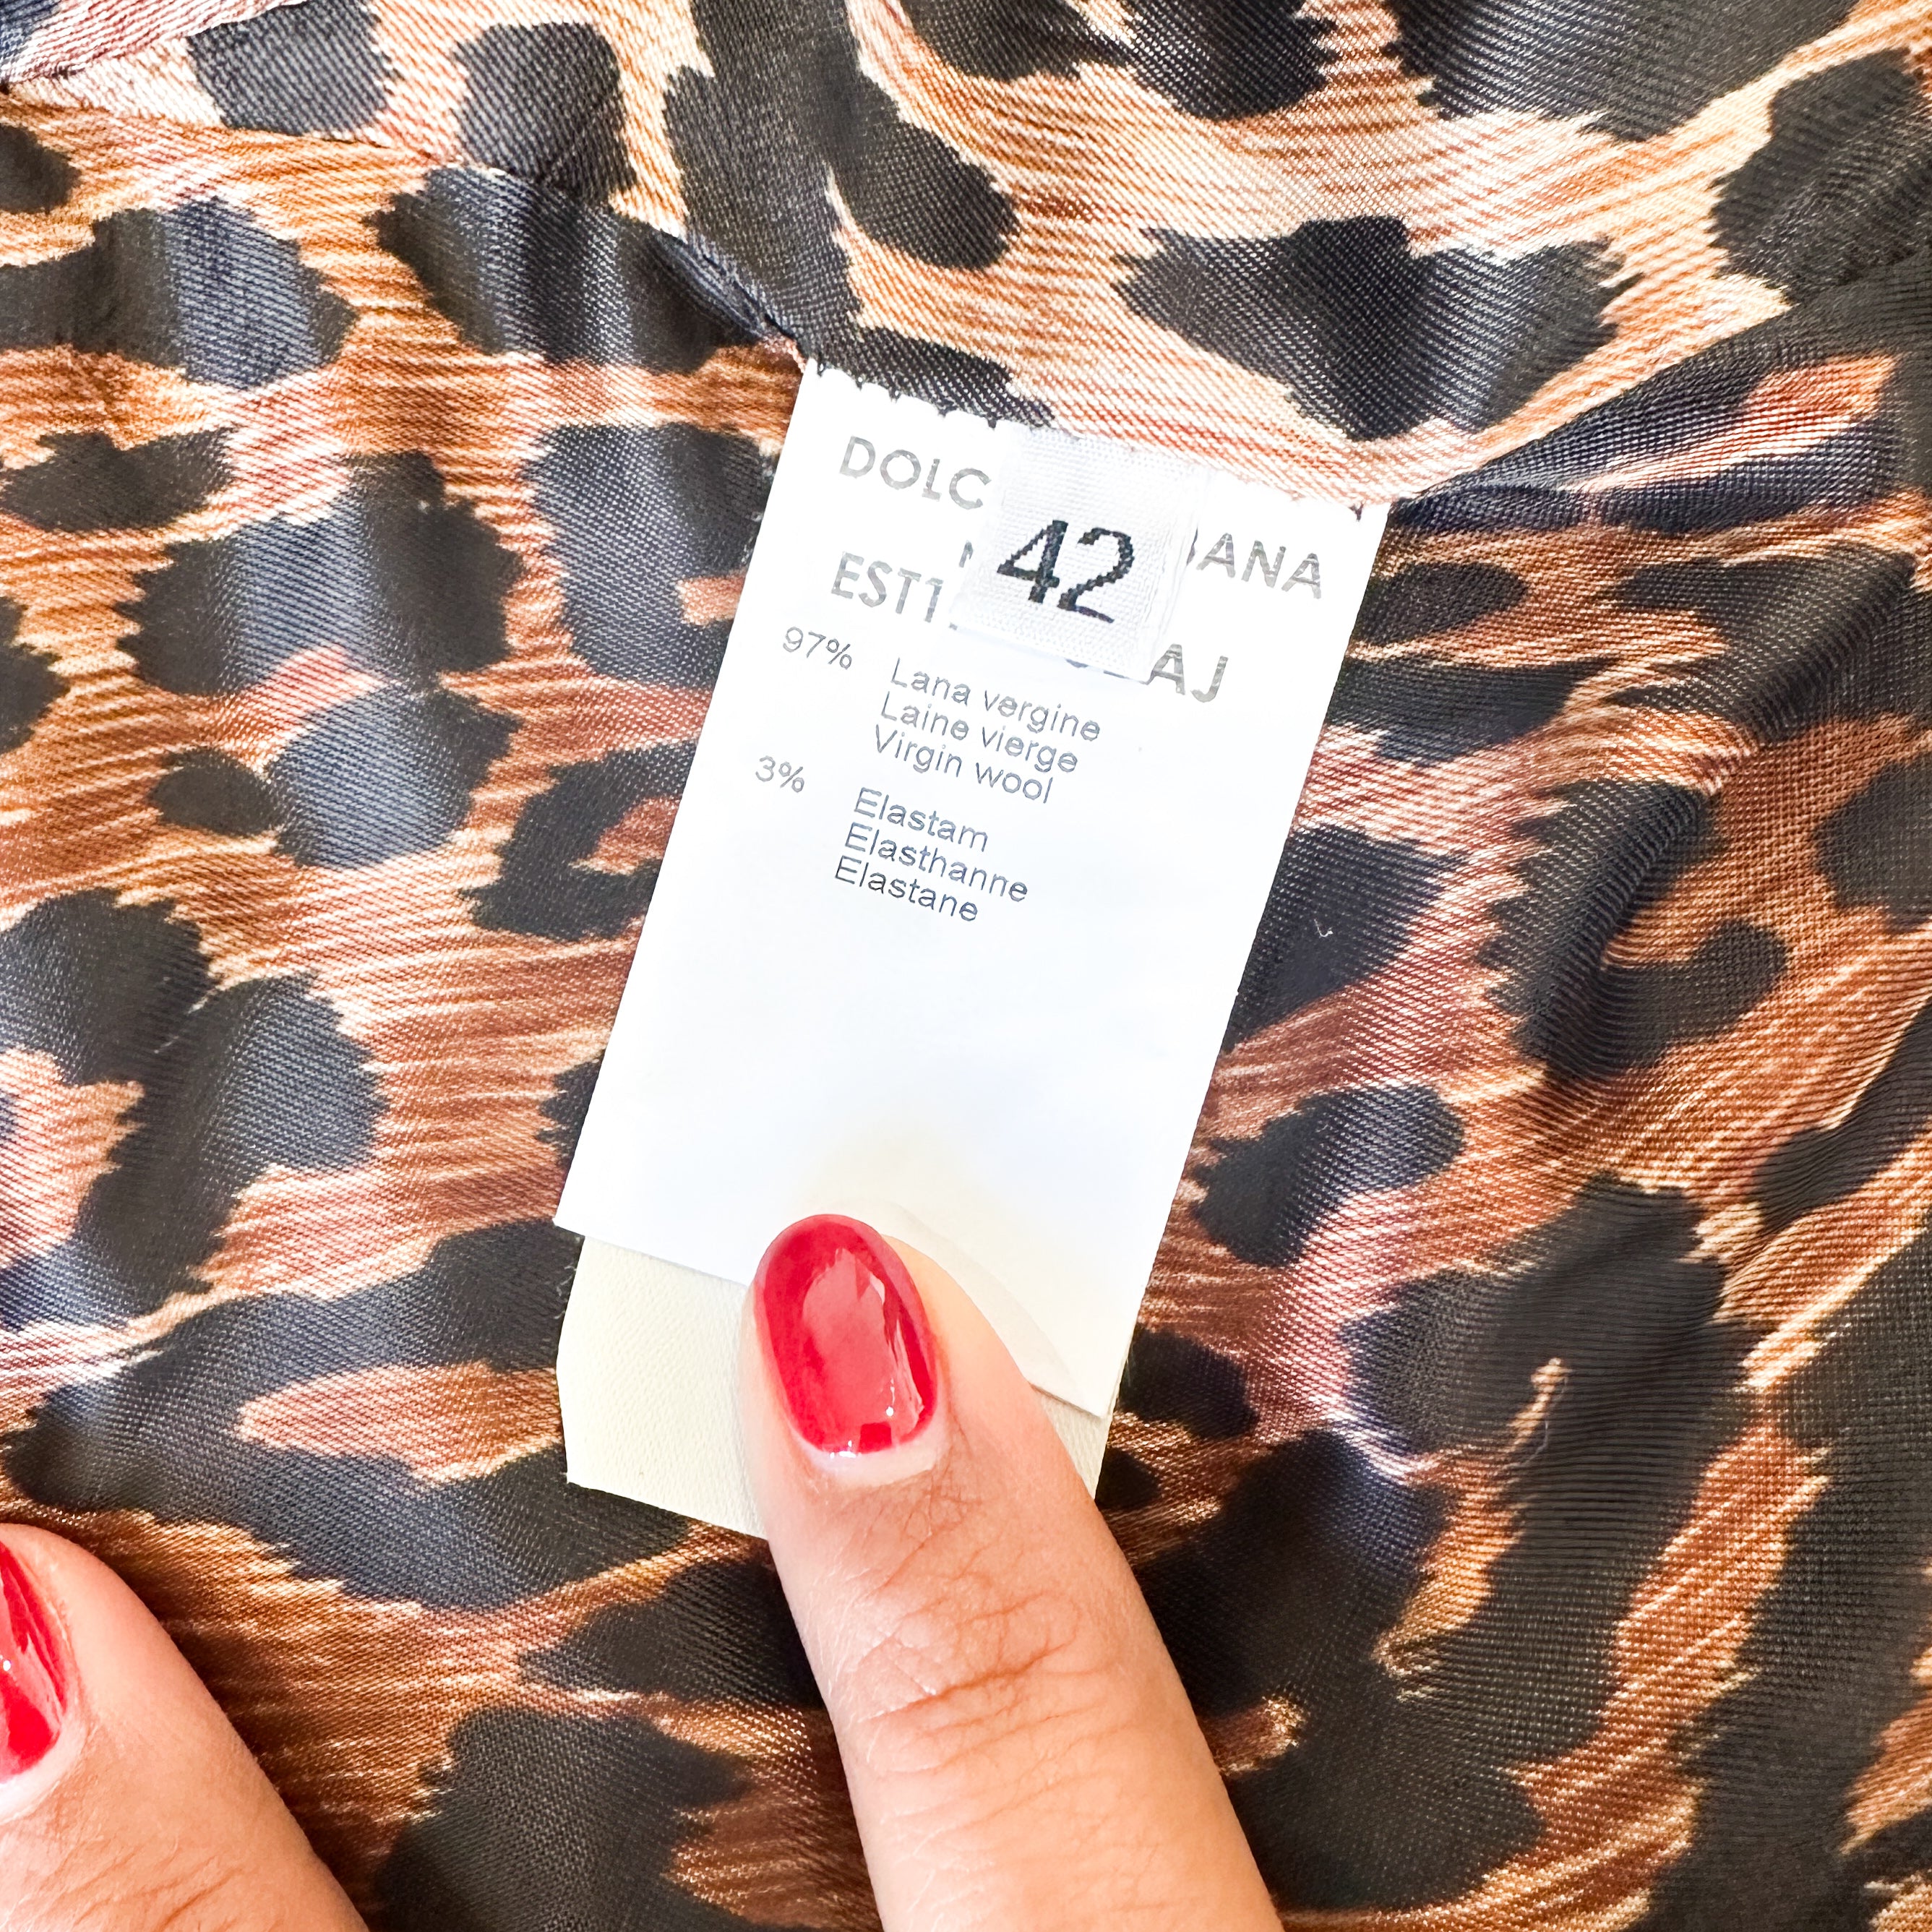 DOLC
BANA
42
EST1
AJ
97% Lana vergine
Laine vierge
Virgin wool
3% Elastam
Elasthanne
Elastane